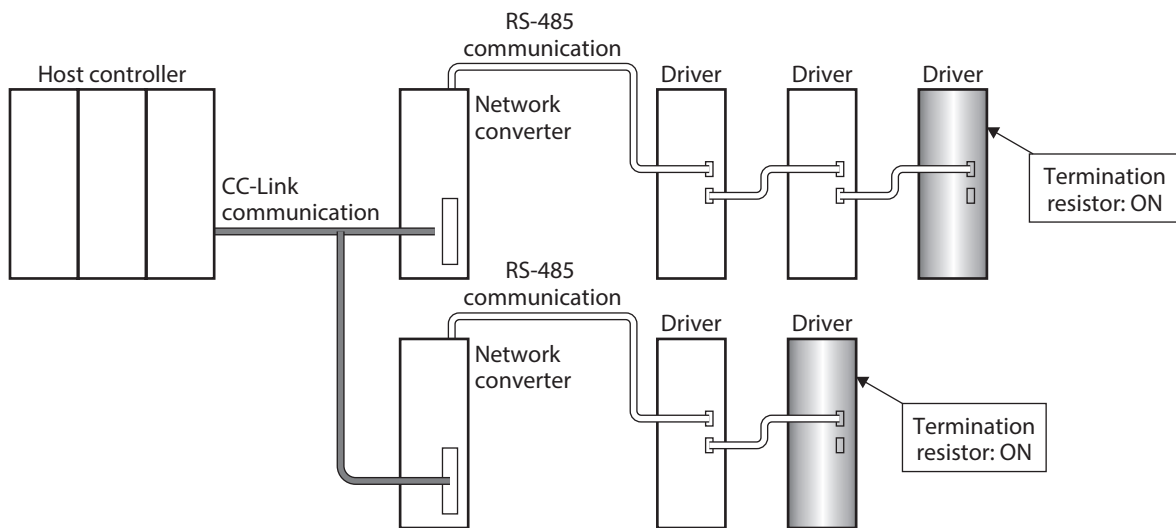 RS-485
communication
Host controller
Driver
Driver
Driver
Network
converter
CC-Link
communication
Termination
resistor: ON
RS-485
communication
Driver
Driver
Network
converter
Termination
resistor: ON